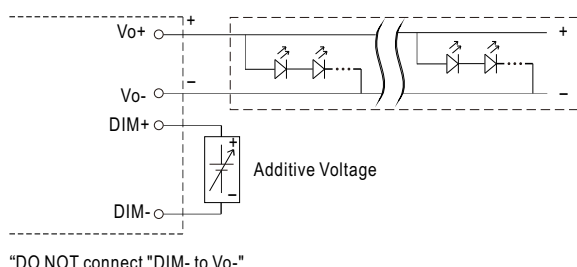 Vo+ + +
Vo- − −
DIM+
+
Additive Voltage
−
DIM-
“DO NOT connect "DIM- to Vo-"